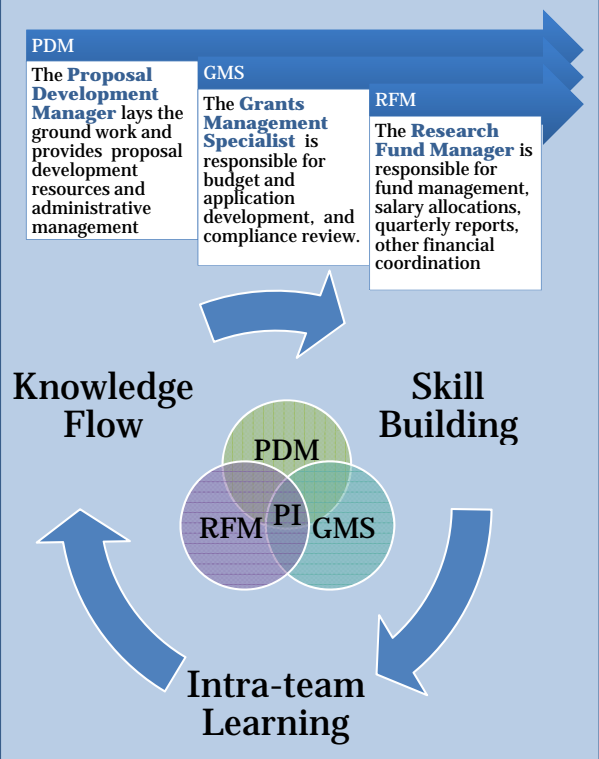 PDM
The Proposal
Development
Manager lays the
ground work and
provides proposal
development
resources and
administrative
management
GMS
The Grants
Management
Specialist is
responsible for
budget and
application
development, and
compliance review.
RFM
The Research
Fund Manager is
responsible for
fund management,
salary allocations,
quarterly reports,
other financial
coordination
Knowledge
Flow
Skill
Building
PDM
RFM
PI
GMS
Intra-team
Learning